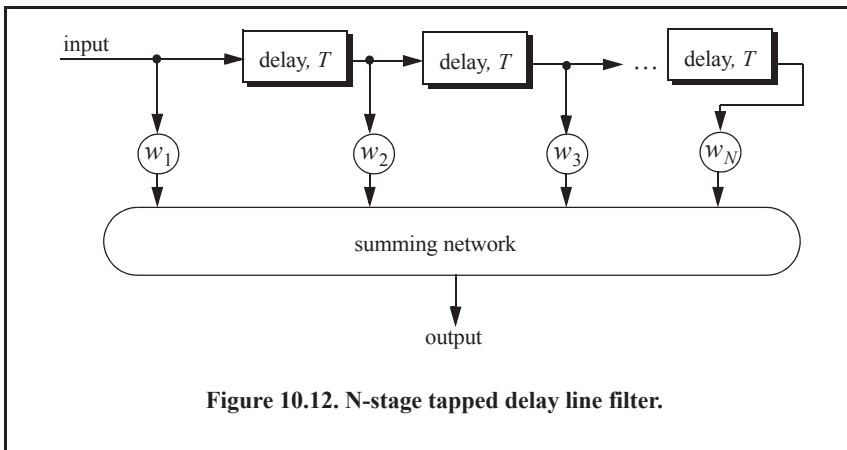 input
delay, T
delay, T
... delay, T
w1
w2
w3
wN
summing network
output
Figure 10.12. N-stage tapped delay line filter.